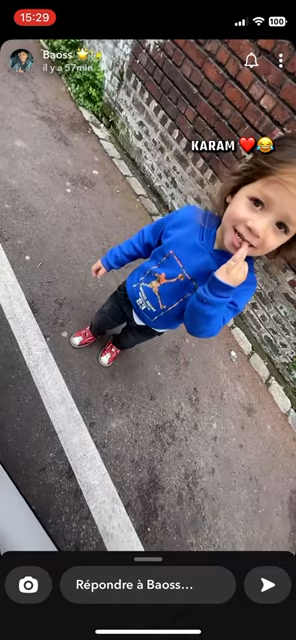 15:29
100
Baoss 🌟
il y a 57min
KARAM ❤️😂
Répondre à Baoss…